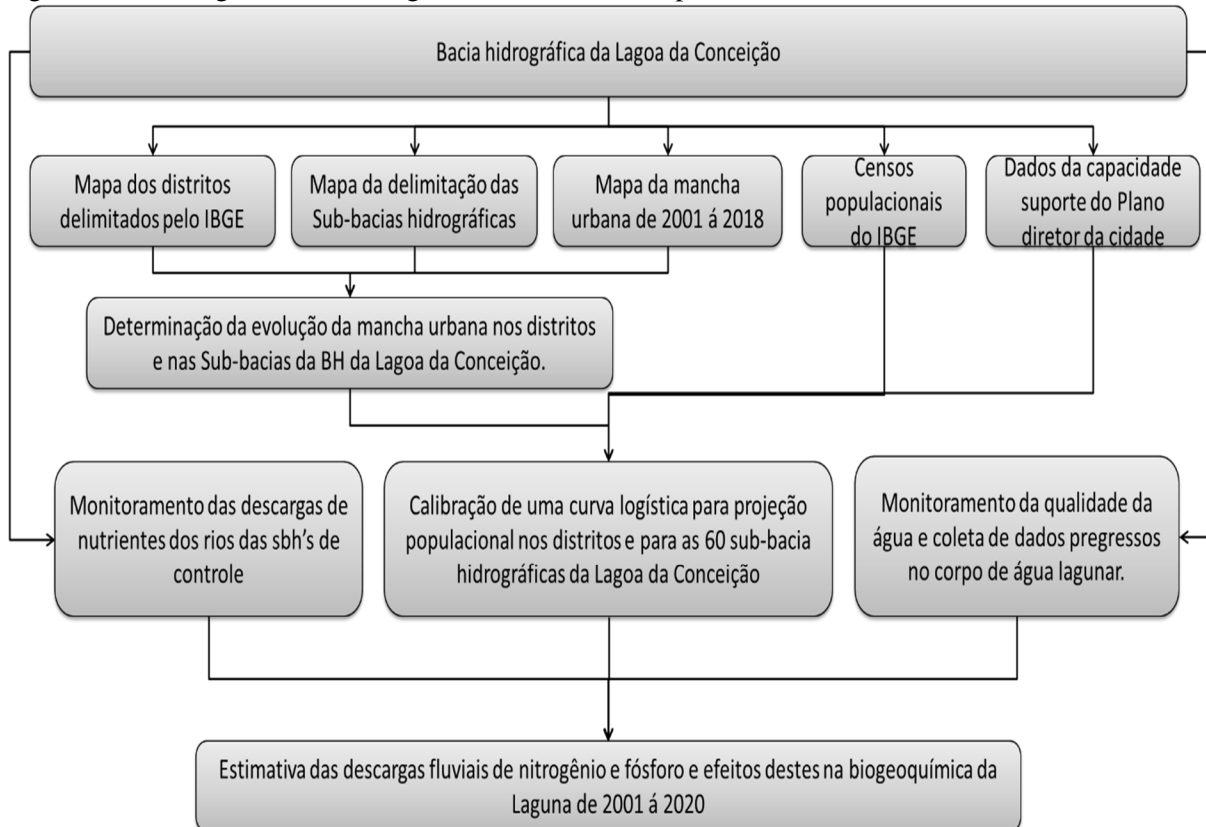 Bacia hidrográfica da Lagoa da Conceição
Mapa dos distritos
delimitados pelo IBGE
Mapa da delimitação das
Sub-bacias hidrográficas
Mapa da mancha
urbana de 2001 á 2018
Censos
populacionais
do IBGE
Dados da capacidade
suporte do Plano
diretor da cidade
Determinação da evolução da mancha urbana nos distritos
e nas Sub-bacias da BH da Lagoa da Conceição.
Monitoramento das descargas de
nutrientes dos rios das sbh's de
controle
Calibração de uma curva logística para projeção
populacional nos distritos e para as 60 sub-bacia
hidrográficas da Lagoa da Conceição
Monitoramento da qualidade da
água e coleta de dados pregressos
no corpo de água lagunar.
Estimativa das descargas fluviais de nitrogênio e fósforo e efeitos destes na biogeoquímica da
Laguna de 2001 á 2020